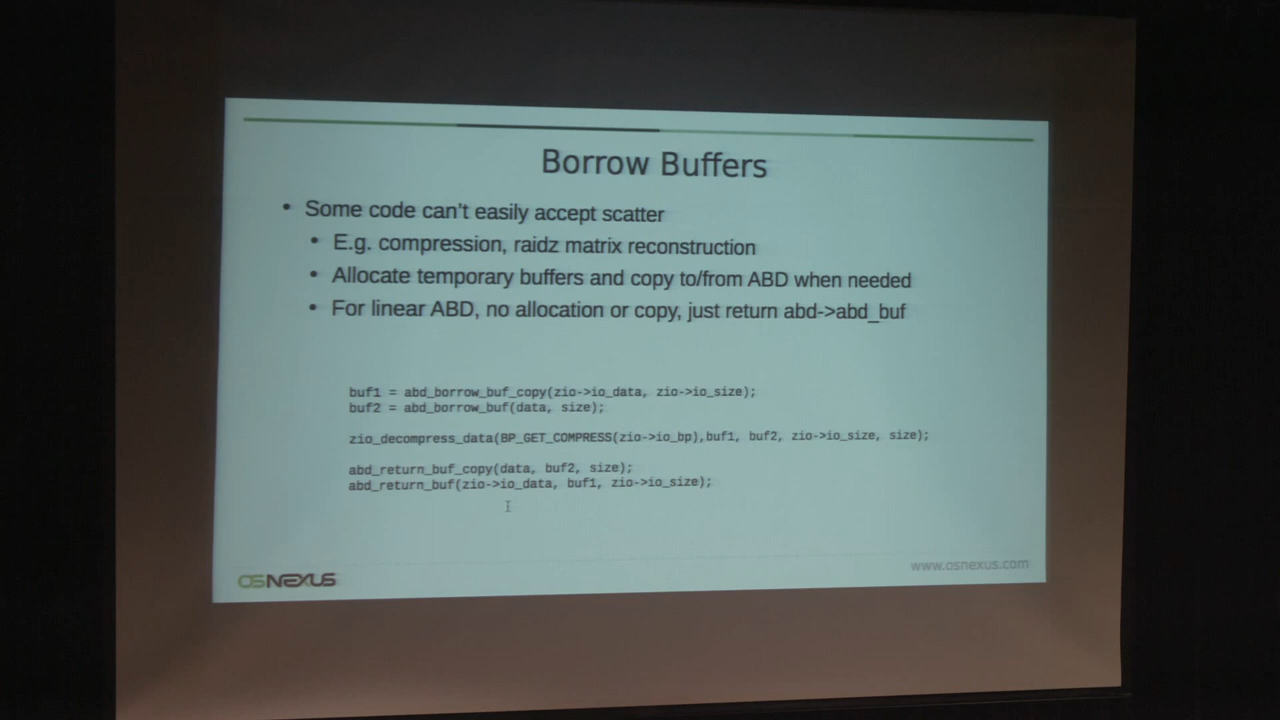 Borrow Buffers
• Some code can't easily accept scatter
• E.g. compression, raidz matrix reconstruction
• Allocate temporary buffers and copy to/from ABD when needed
• For linear ABD, no allocation or copy, just return abd->abd_buf
buf1 = abd_borrow_buf_copy(zio->io_data, zio->io_size);
buf2 = abd_borrow_buf(data, size);
zio_decompress_data(BP_GET_COMPRESS(zio->io_bp),buf1, buf2, zio->io_size, size);
abd_return_buf_copy(data, buf2, size);
abd_return_buf(zio->io_data, buf1, zio->io_size);
OSNEXUS
www.osnexus.com